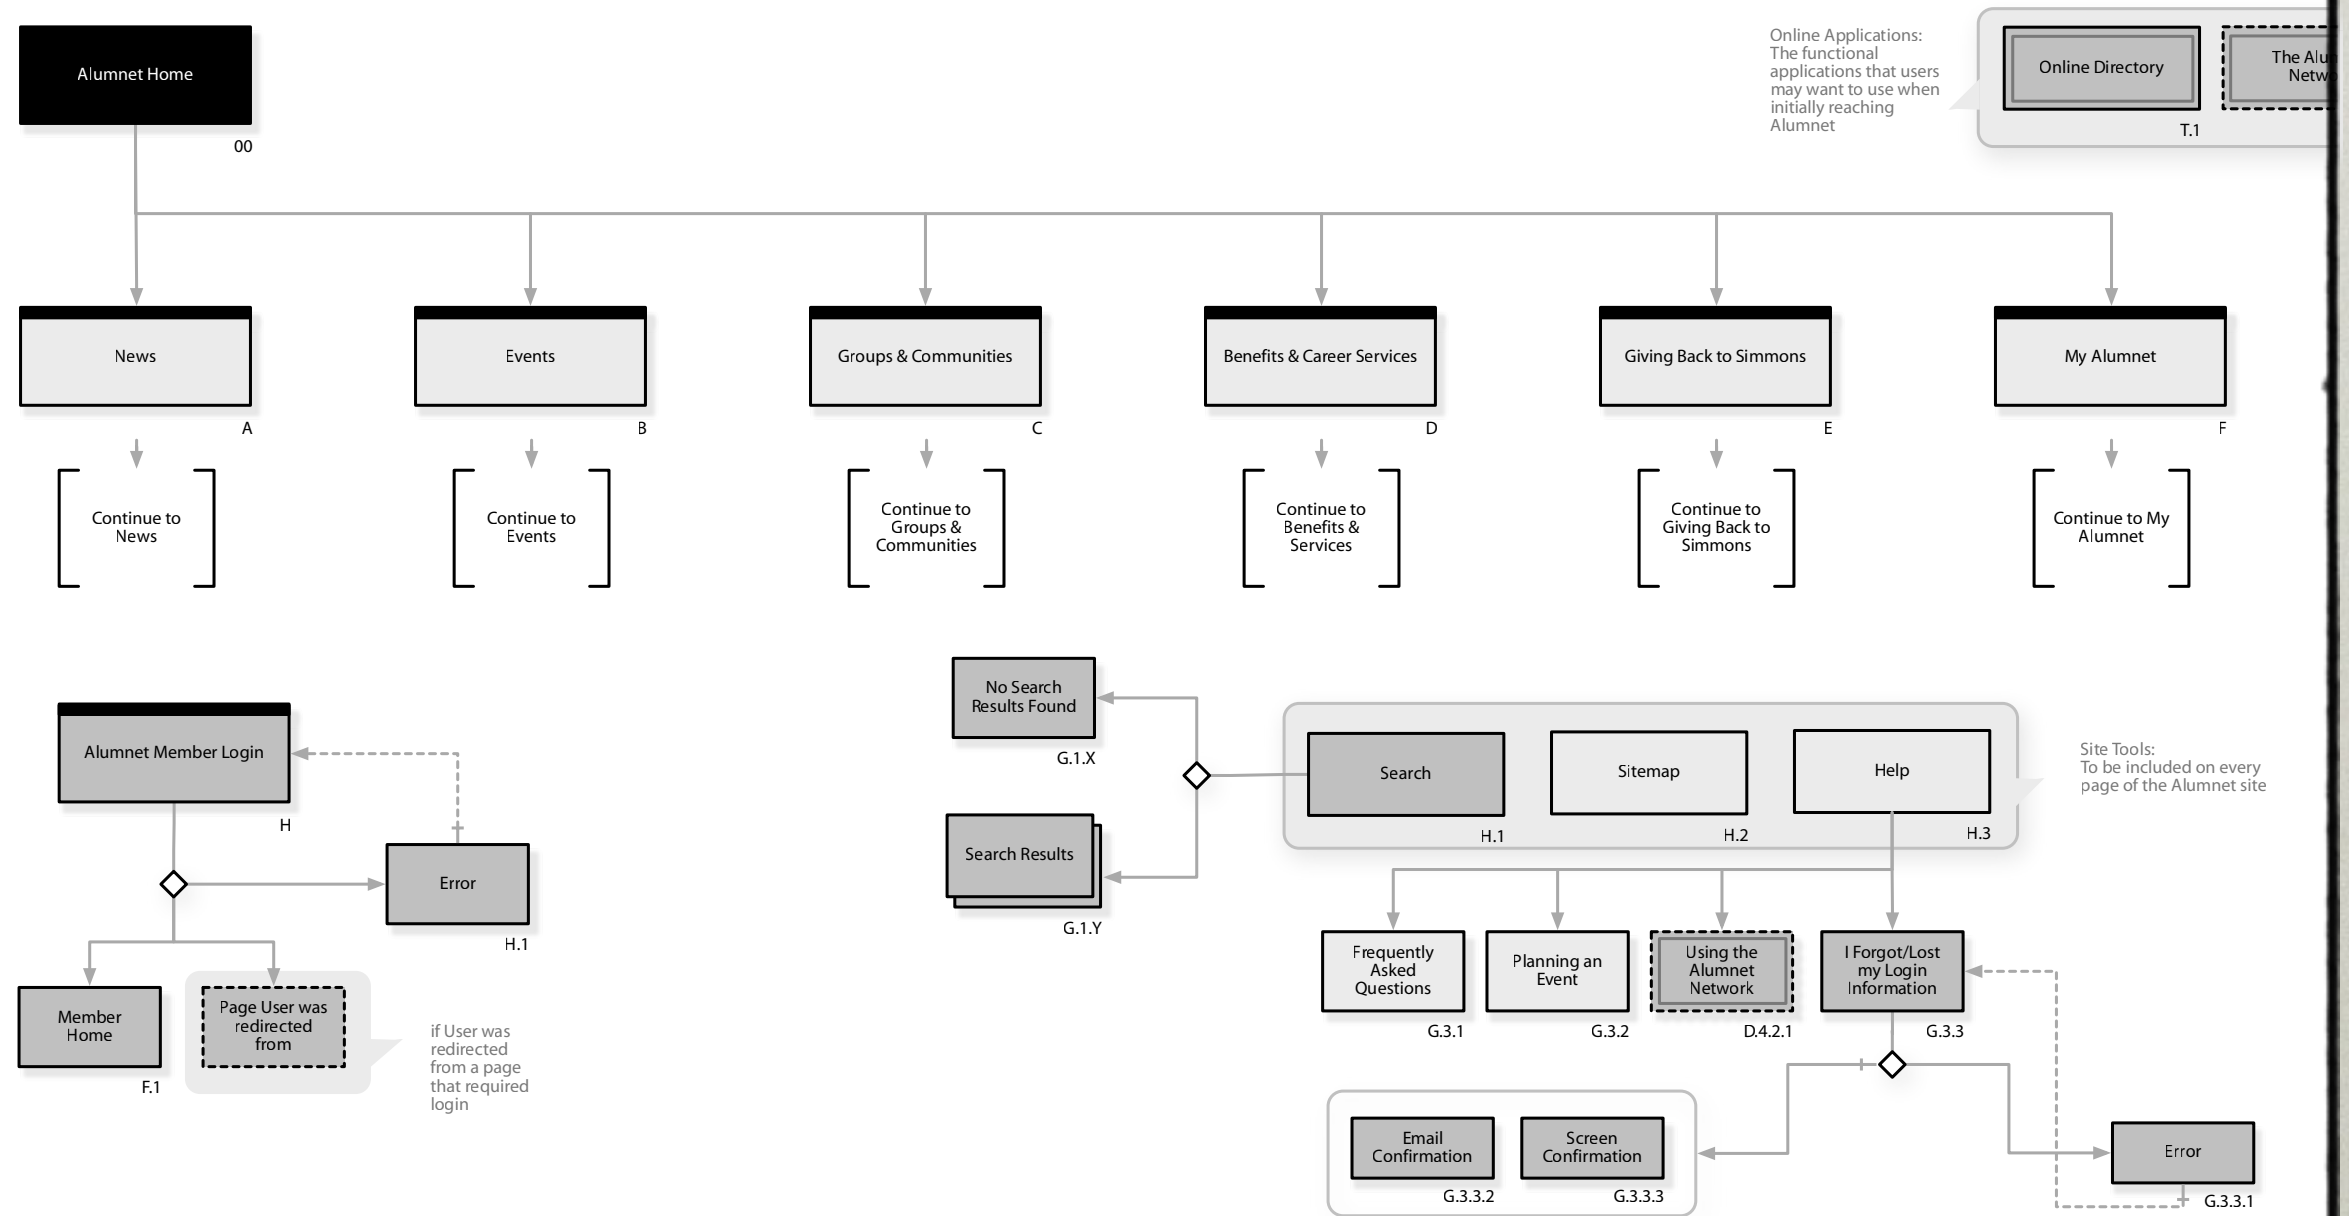 Alumnet Home
00
Online Applications:
The functional
applications that users
may want to use when
initially reaching
Alumnet
Online Directory
T.1
The
News
A
Events
B
Groups & Communities
C
Benefits & Career Services
D
Giving Back to Simmons
E
My Alumnet
F
Continue to
News
Continue to
Events
Continue to
Groups &
Communities
Continue to
Benefits &
Services
Continue to
Giving Back to
Simmons
Continue to My
Alumnet
Alumnet Member Login
H
Error
H.1
Member
Home
F.1
Page User was
redirected
from
if User was
redirected
from a page
that required
login
No Search
Results Found
G.1.X
Search Results
G.1.Y
Search
H.1
Sitemap
H.2
Help
H.3
Site Tools:
To be included on every
page of the Alumnet site
Frequently
Asked
Questions
G.3.1
Planning an
Event
G.3.2
Using the
Alumnet
Network
D.4.2.1
I Forgot/Lost
my Login
Information
G.3.3
Email
Confirmation
G.3.3.2
Screen
Confirmation
G.3.3.3
Error
G.3.3.1